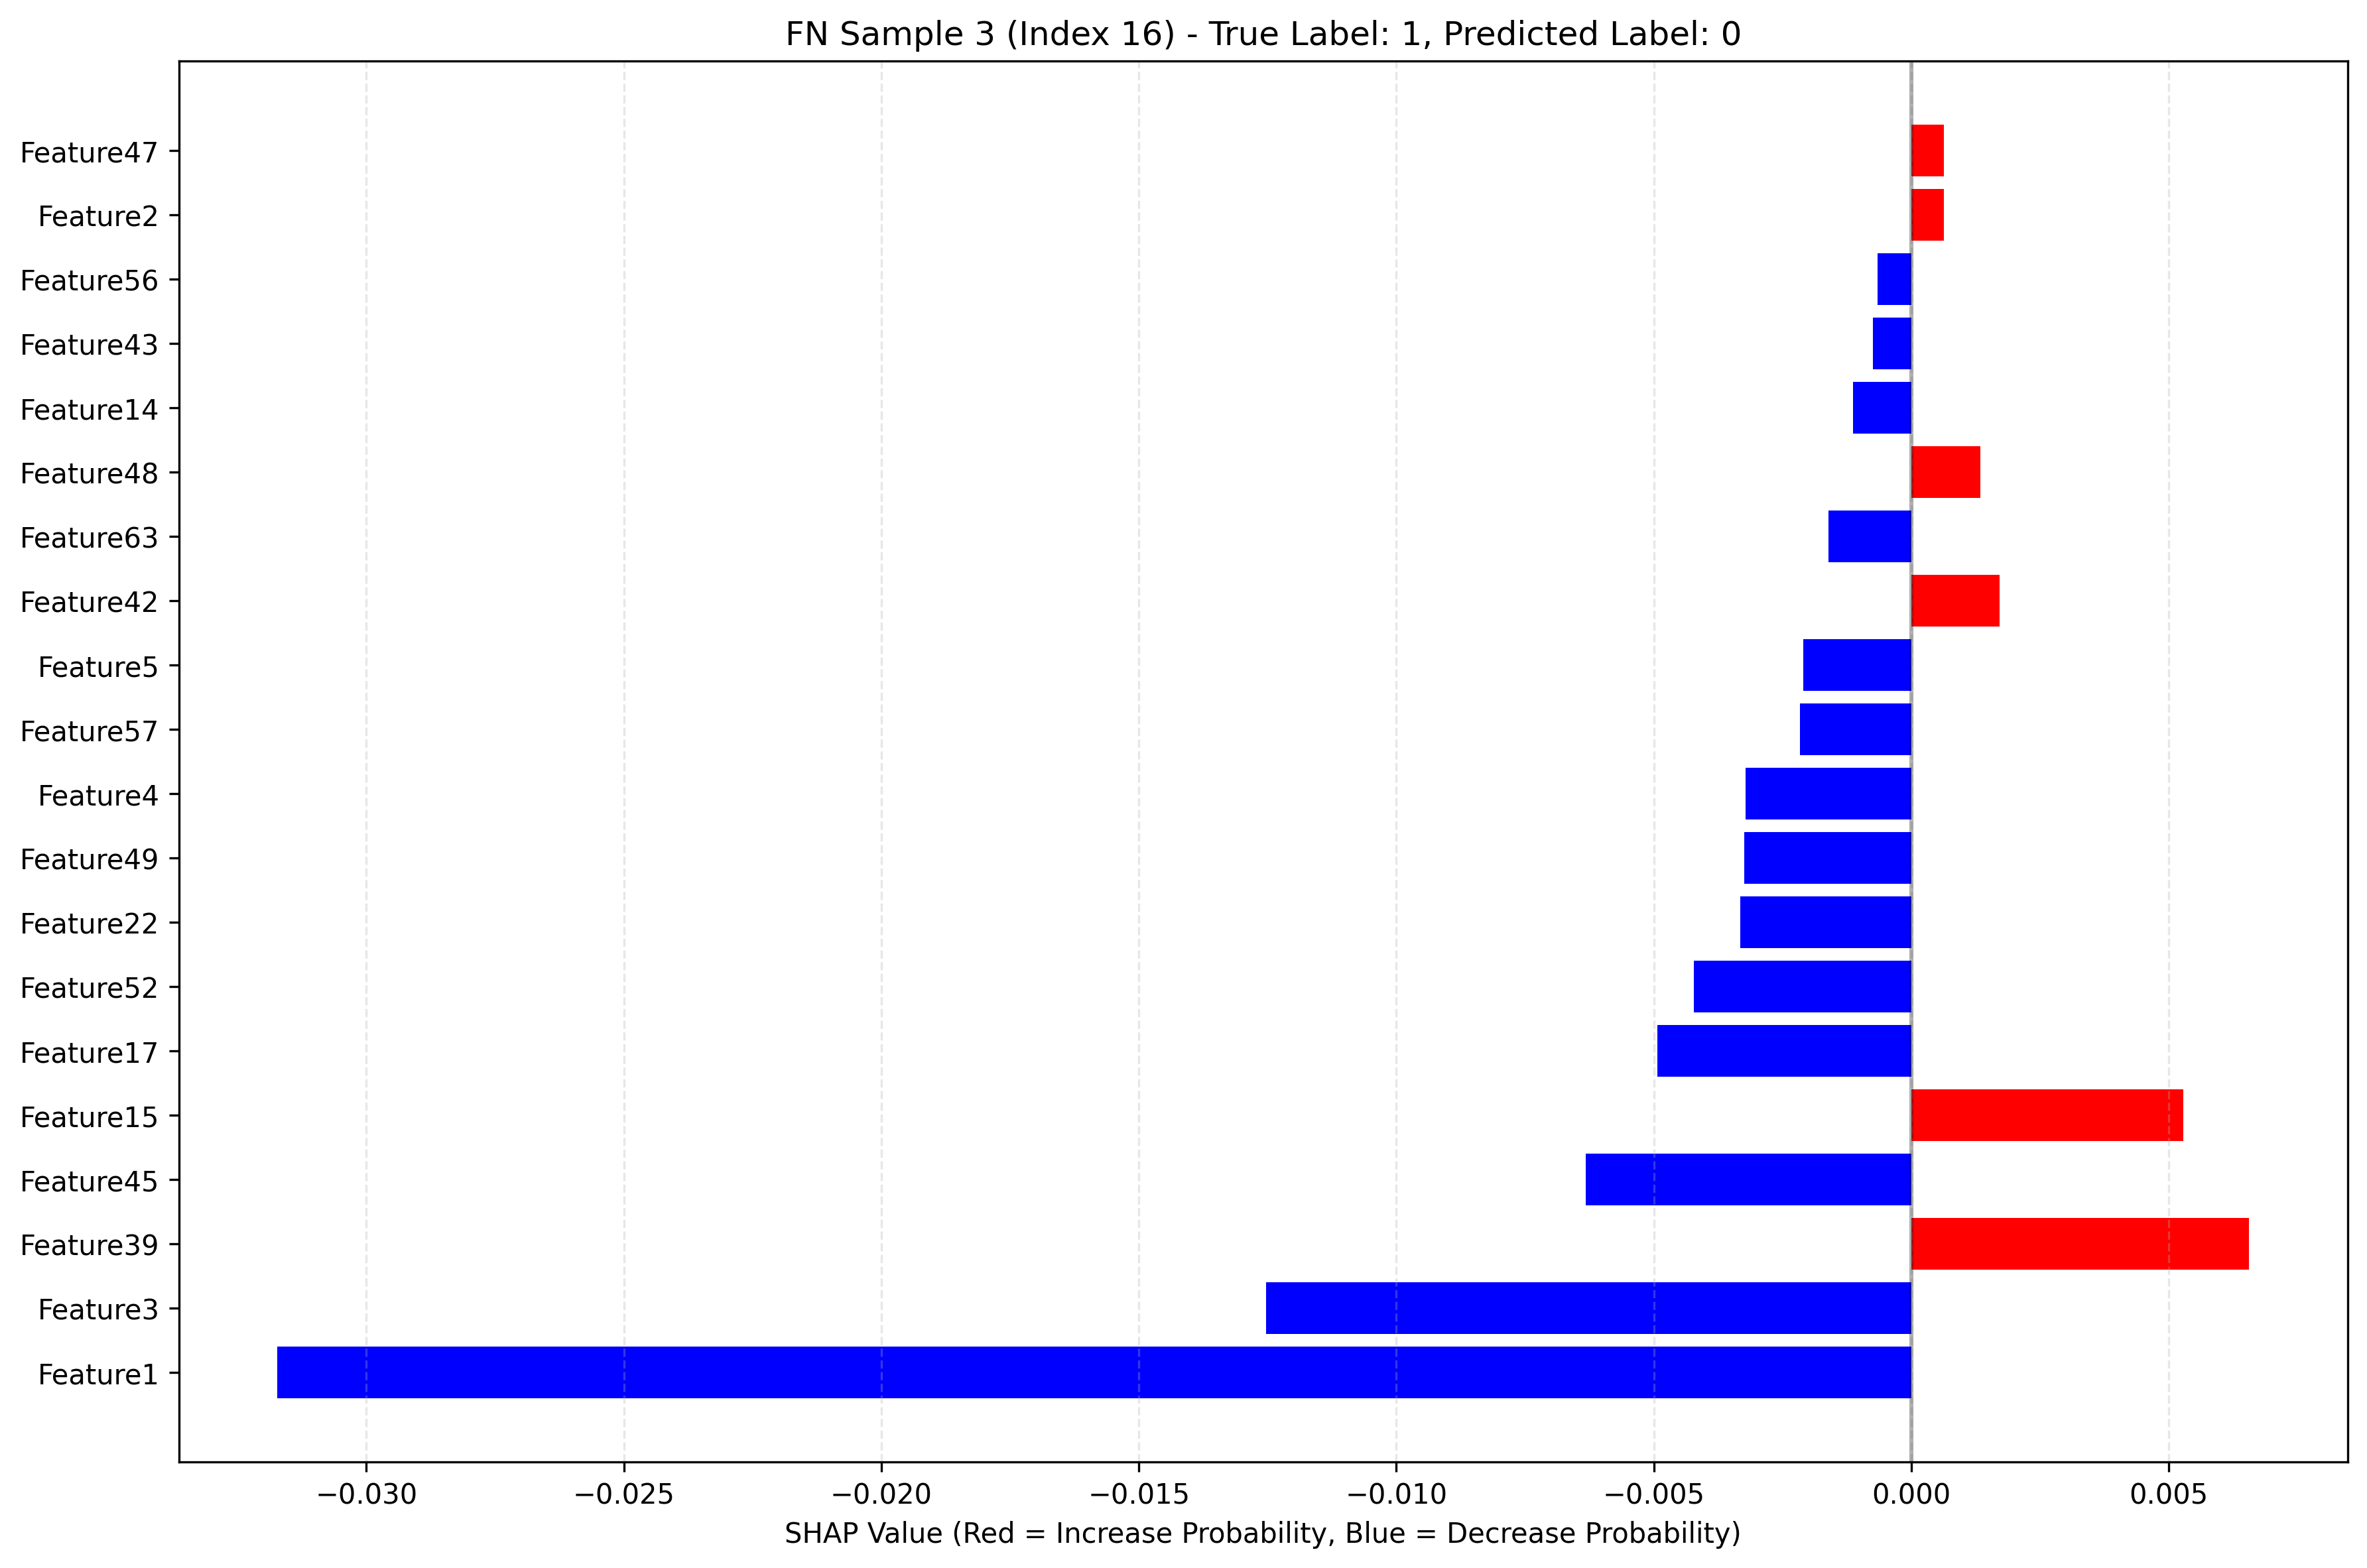 FN Sample 3 (Index 16) - True Label: 1, Predicted Label: 0
Feature47
Feature2
Feature56
Feature43
Feature14
Feature48
Feature63
Feature42
Feature5
Feature57
Feature4
Feature49
Feature22
Feature52
Feature17
Feature15
Feature45
Feature39
Feature3
Feature1
−0.030 −0.025 −0.020 −0.015 −0.010 −0.005 0.000 0.005
SHAP Value (Red = Increase Probability, Blue = Decrease Probability)